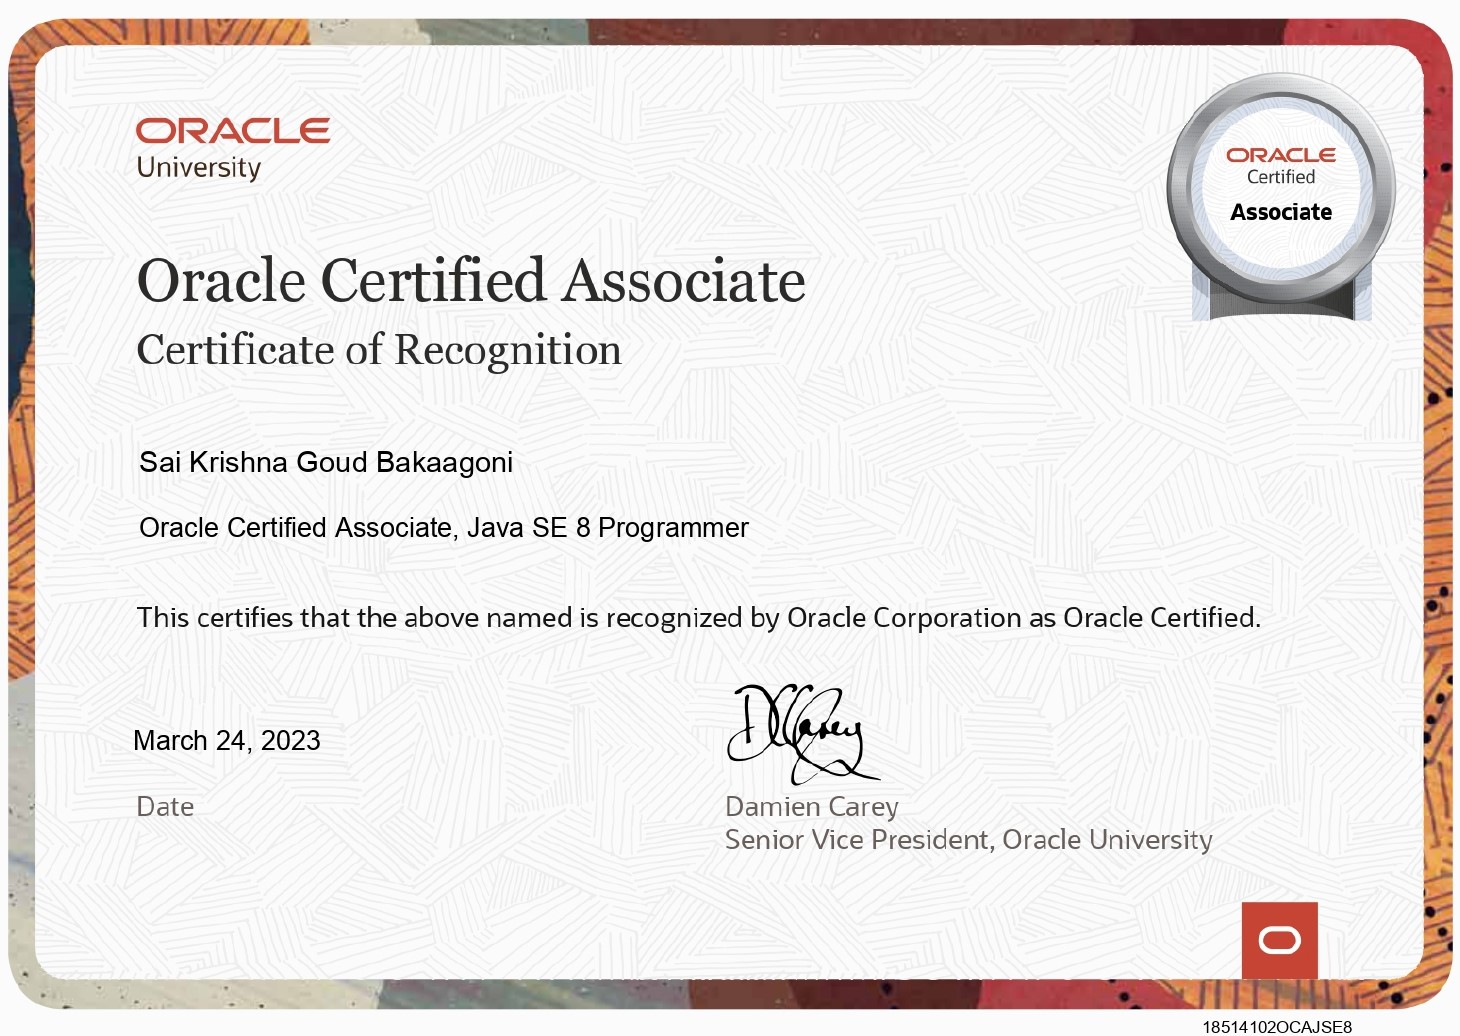 ORACLE
University
ORACLE
Certified
Associate
Oracle Certified Associate
Certificate of Recognition
Sai Krishna Goud Bakaagoni
Oracle Certified Associate, Java SE 8 Programmer
This certifies that the above named is recognized by Oracle Corporation as Oracle Certified.
DCarey
March 24, 2023
Date
Damien Carey
Senior Vice President, Oracle University
18514102OCAJSE8